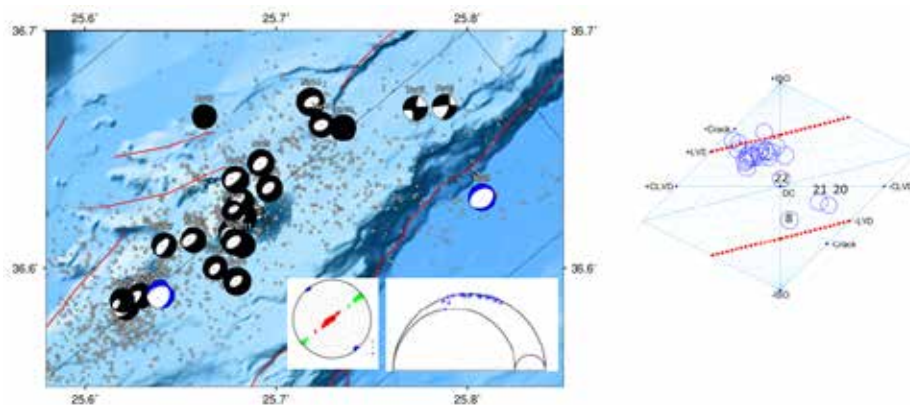 25.6° 25.7° 25.8°
36.7° 36.7°
36.6° 36.6°
25.6° 25.7° 25.8°
+ISO
+Crack
+LVD
+CLVD
DC
-CLVD
22
21 20
8
-LVD
-Crack
-ISO